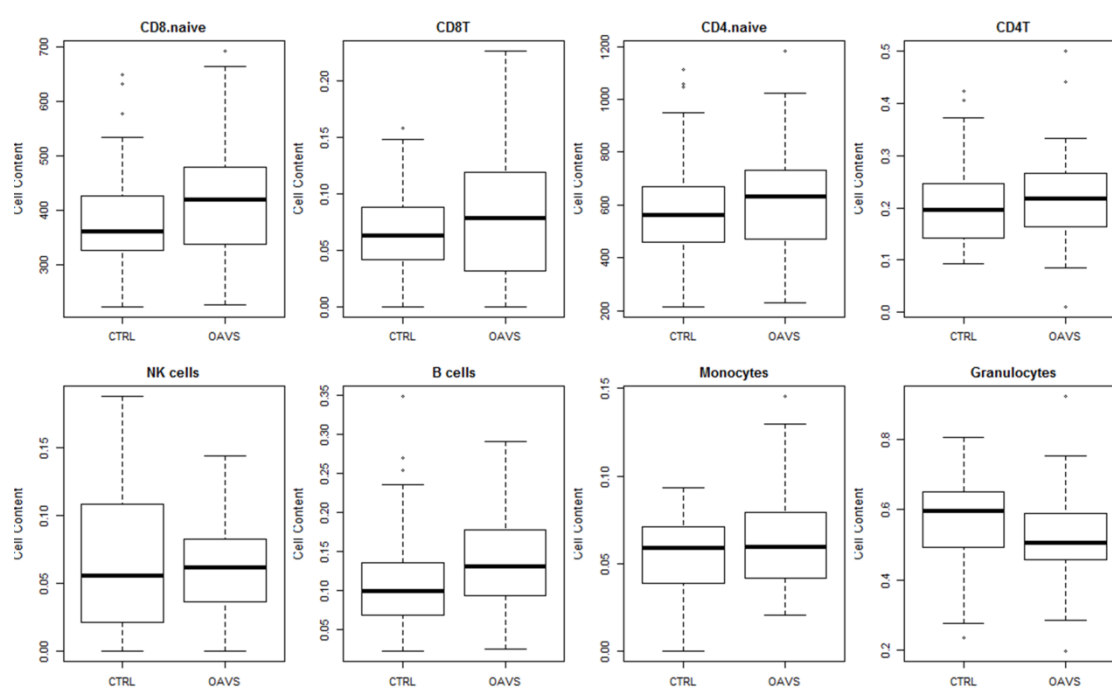 CD8.naive
Cell Content
700
600
500
400
300
CTRL OAVS
CD8T
Cell Content
0.20
0.15
0.10
0.05
0.00
CTRL OAVS
CD4.naive
Cell Content
1200
1000
800
600
400
200
CTRL OAVS
CD4T
Cell Content
0.5
0.4
0.3
0.2
0.1
0.0
CTRL OAVS
NK cells
Cell Content
0.15
0.10
0.05
0.00
CTRL OAVS
B cells
Cell Content
0.35
0.30
0.25
0.20
0.15
0.10
0.05
CTRL OAVS
Monocytes
Cell Content
0.15
0.10
0.05
0.00
CTRL OAVS
Granulocytes
Cell Content
0.8
0.6
0.4
0.2
CTRL OAVS